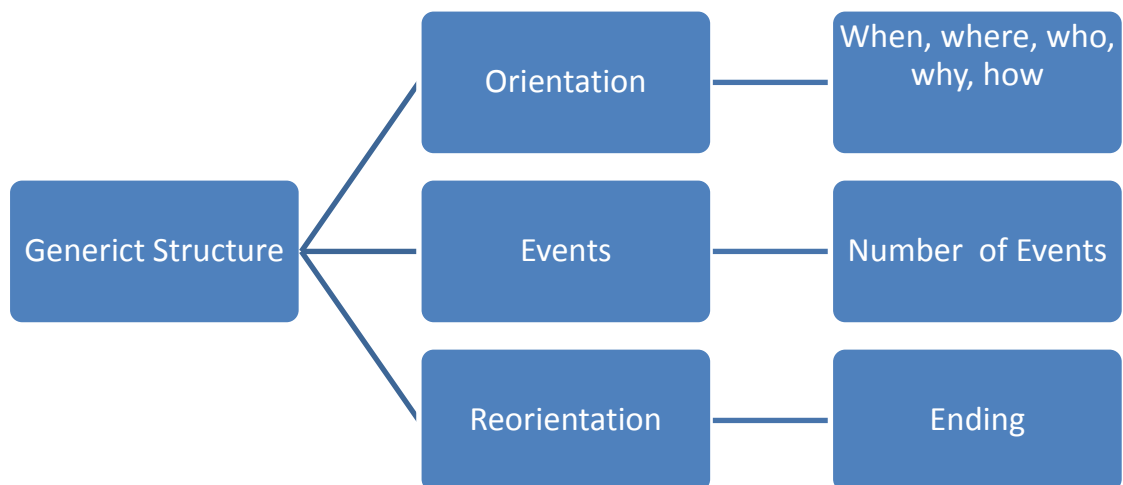 Orientation
When, where, who,
why, how
Generict Structure
Events
Number  of Events
Reorientation
Ending